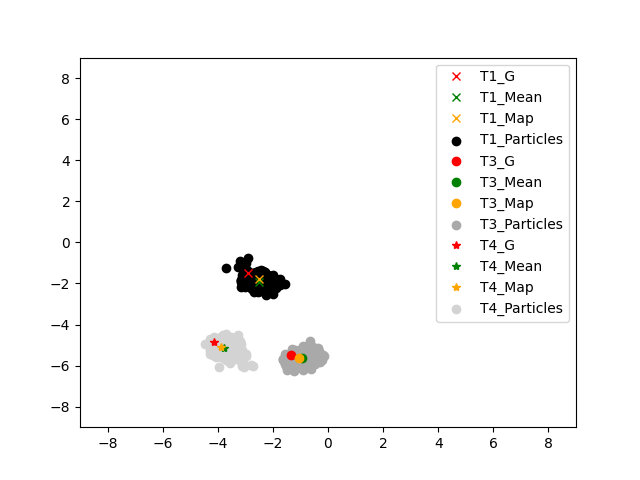 8
6
4
2
0
−2
−4
−6
−8
−8 −6 −4 −2 0 2 4 6 8
T1_G
T1_Mean
T1_Map
T1_Particles
T3_G
T3_Mean
T3_Map
T3_Particles
T4_G
T4_Mean
T4_Map
T4_Particles